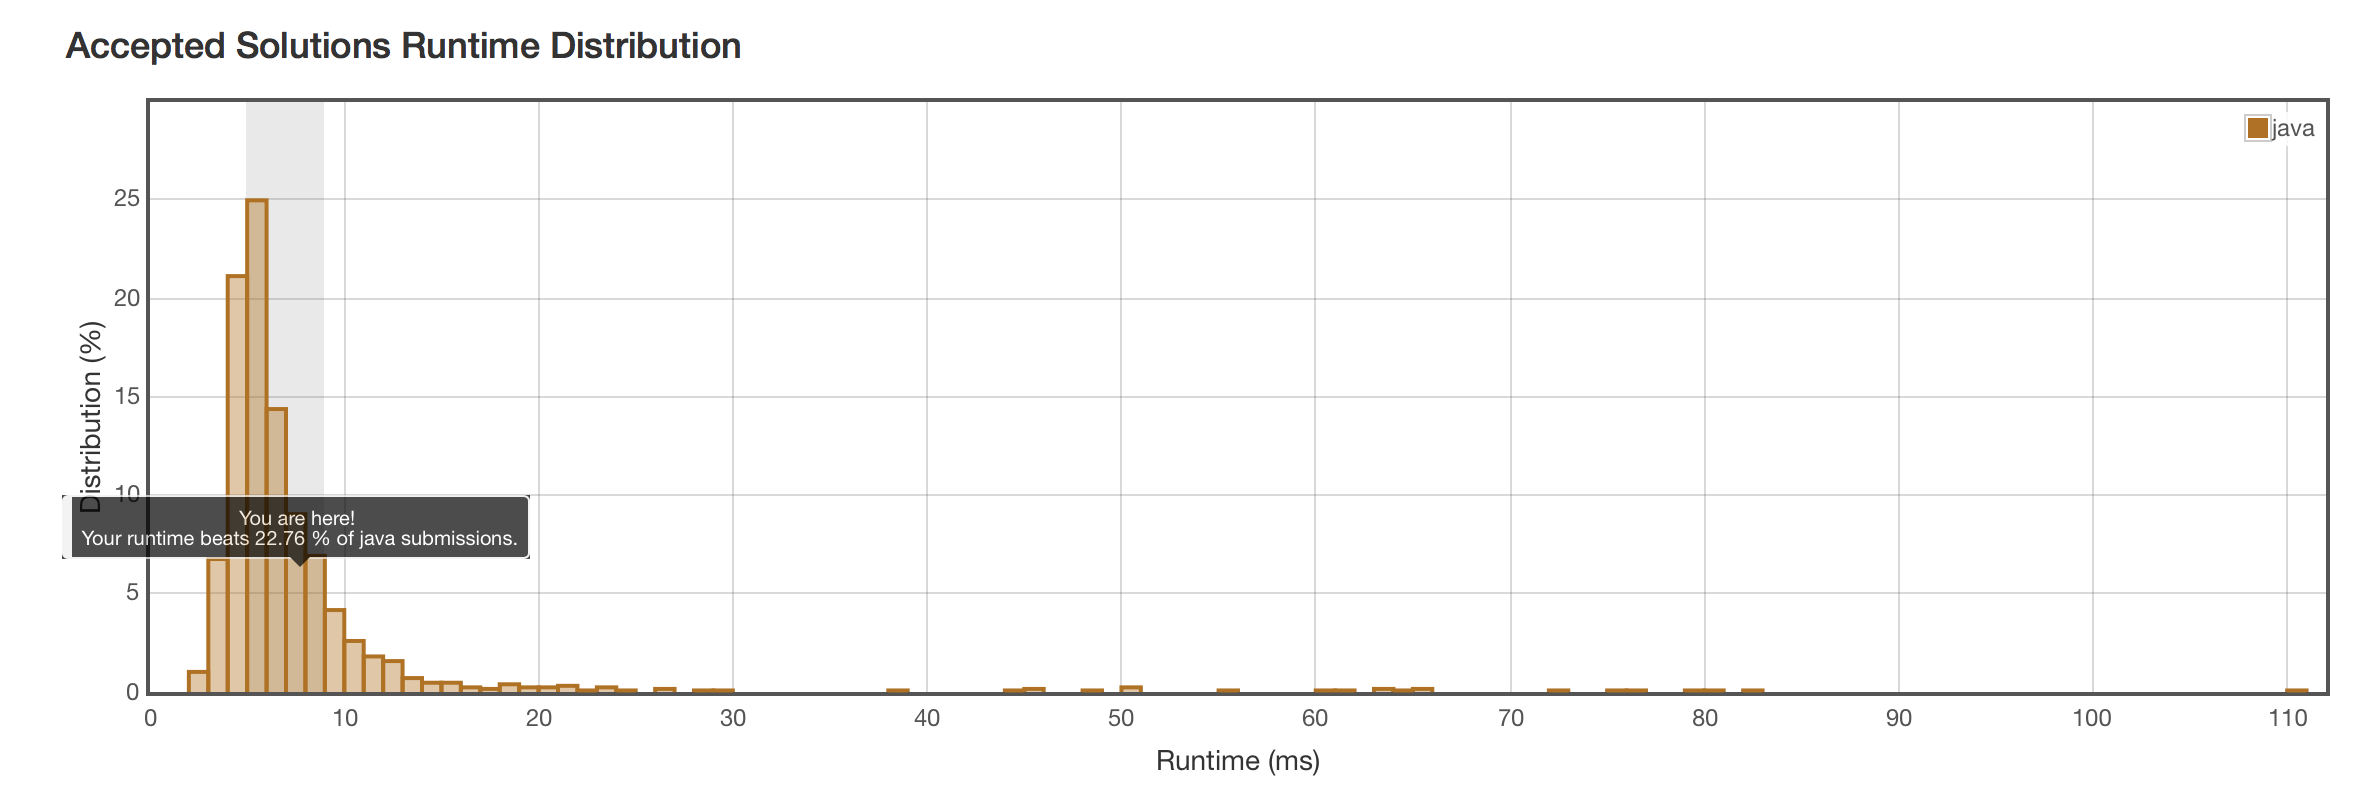 Accepted Solutions Runtime Distribution
java
Distribution (%)
25
20
15
10
5
0
You are here!
Your runtime beats 22.76 % of java submissions.
0 10 20 30 40 50 60 70 80 90 100 110
Runtime (ms)